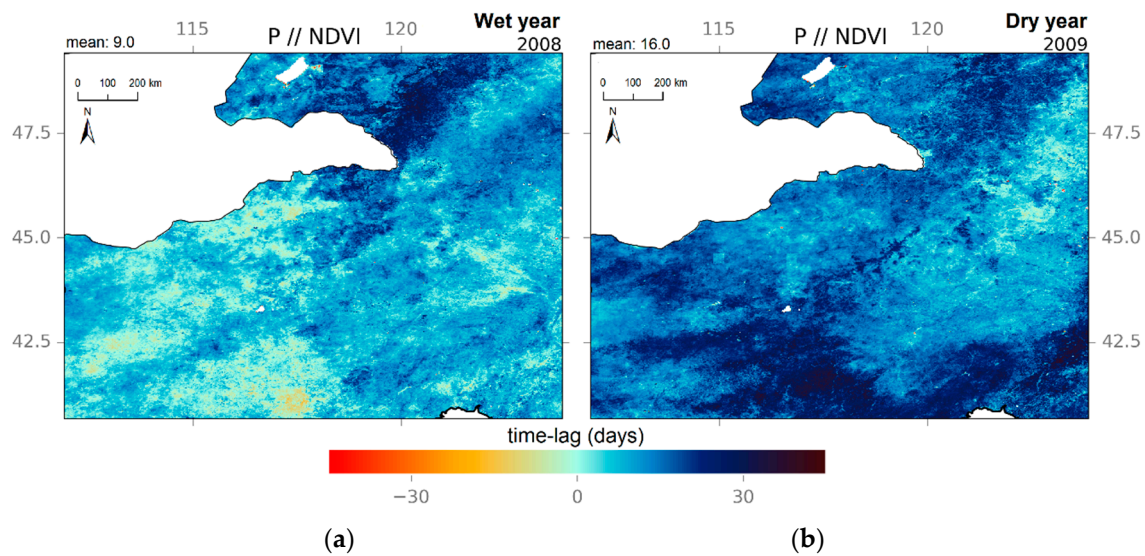 115 120 Wet year
mean: 9.0 P // NDVI 2008
0 100 200 km
N
47.5
45.0
42.5
115 120 Dry year
mean: 16.0 P // NDVI 2009
0 100 200 km
N
47.5
45.0
42.5
time-lag (days)
−30 0 30
(a) (b)